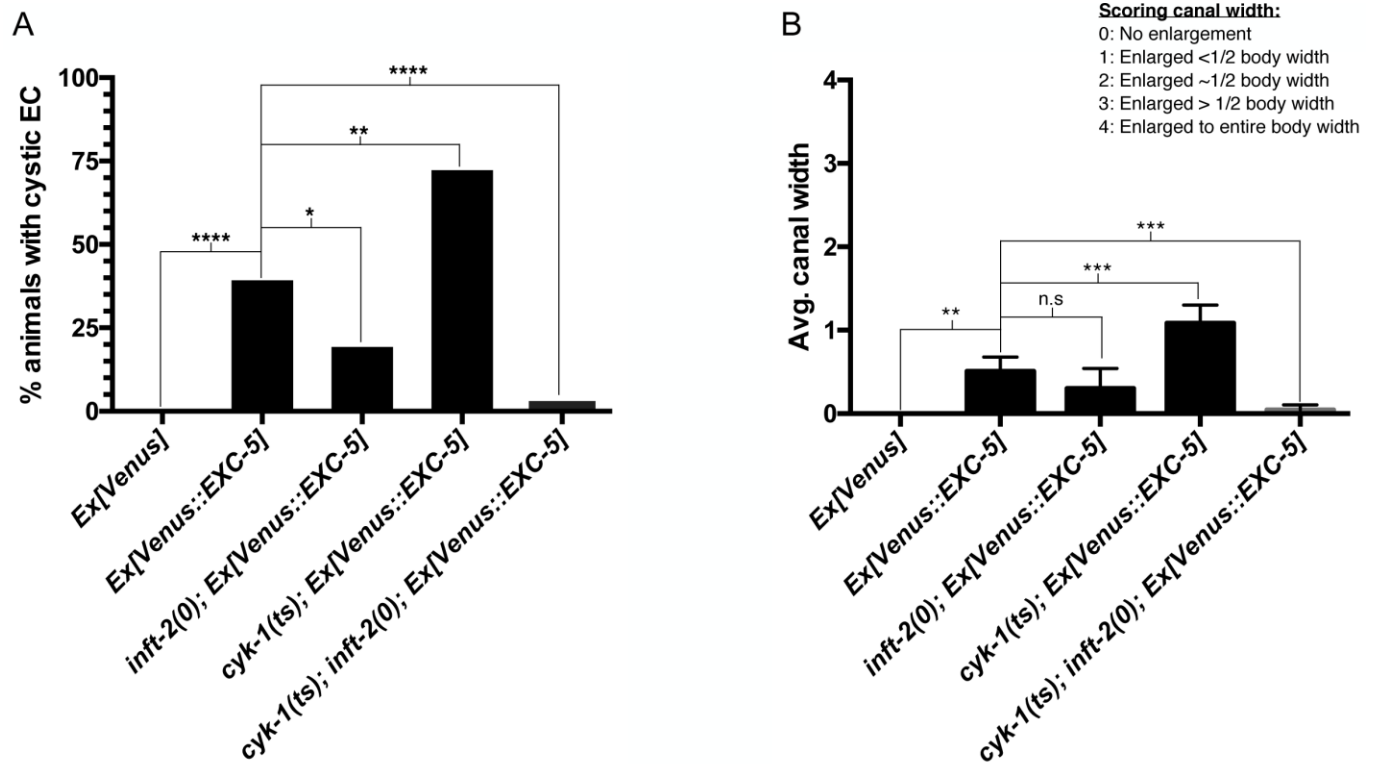 A
% animals with cystic EC
100
75
50
25
0
****
**
*
****
Ex[Venus]
Ex[Venus::EXC-5]
inft-2(0); Ex[Venus::EXC-5]
cyk-1(ts); Ex[Venus::EXC-5]
cyk-1(ts); inft-2(0); Ex[Venus::EXC-5]
B
Scoring canal width:
0: No enlargement
1: Enlarged <1/2 body width
2: Enlarged ~1/2 body width
3: Enlarged > 1/2 body width
4: Enlarged to entire body width
Avg. canal width
4
3
2
1
0
***
***
n.s
**
Ex[Venus]
Ex[Venus::EXC-5]
inft-2(0); Ex[Venus::EXC-5]
cyk-1(ts); Ex[Venus::EXC-5]
cyk-1(ts); inft-2(0); Ex[Venus::EXC-5]